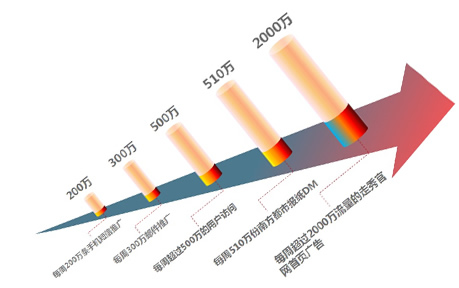 200万
300万
500万
510万
2000万
每周200万条手机短信推广
每周300万邮件推广
每周超过500万的用户访问
每周510万份南方都市报纸DM
每周超过2000万流量的走秀官
网首页广告